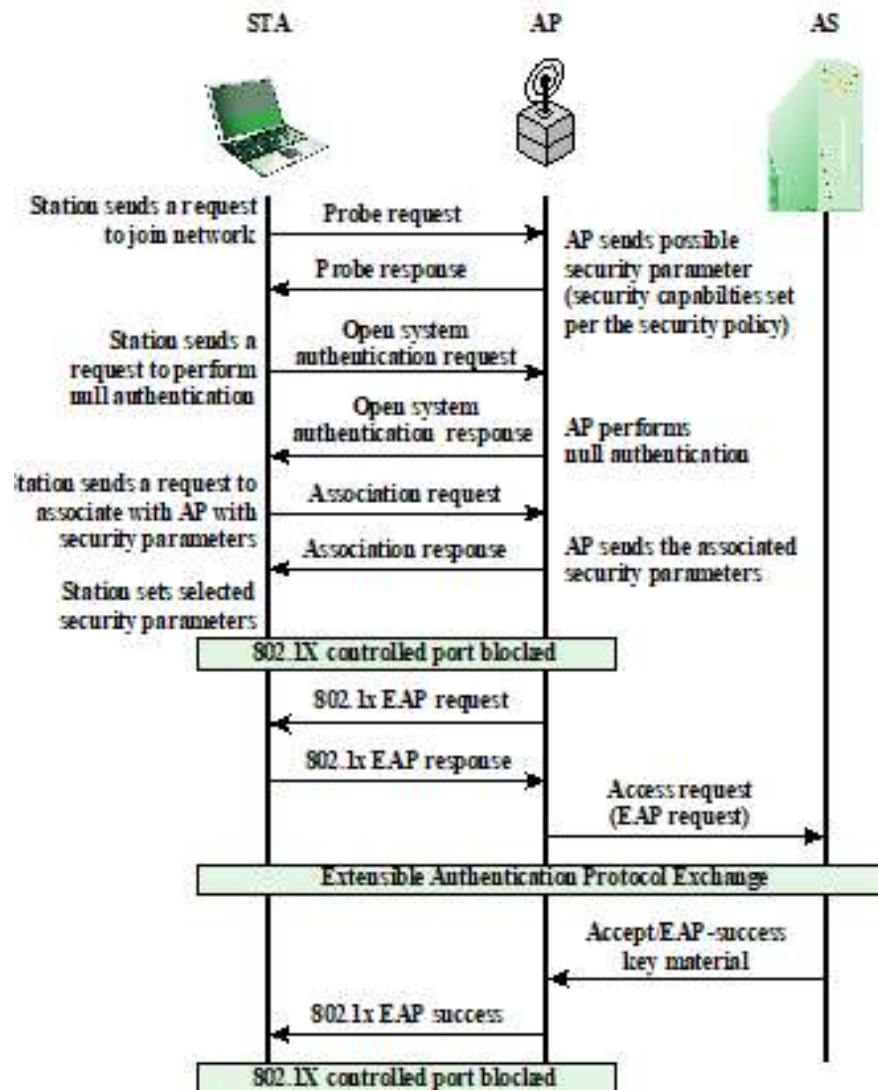 STA
AP
AS
Station sends a request
to join network
Probe request
AP sends possible
security parameter
(security capabilties set
per the security policy)
Probe response
Station sends a
request to perform
null authentication
Open system
authentication request
Open system
authentication response
AP performs
null authentication
Station sends a request to
associate with AP with
security parameters
Association request
Association response
AP sends the associated
security parameters
Station sets selected
security parameters
802.1X controlled port blocked
802.1x EAP request
802.1x EAP response
Access request
(EAP request)
Extensible Authentication Protocol Exchange
Accept/EAP-success
key material
802.1x EAP success
802.1X controlled port blocked